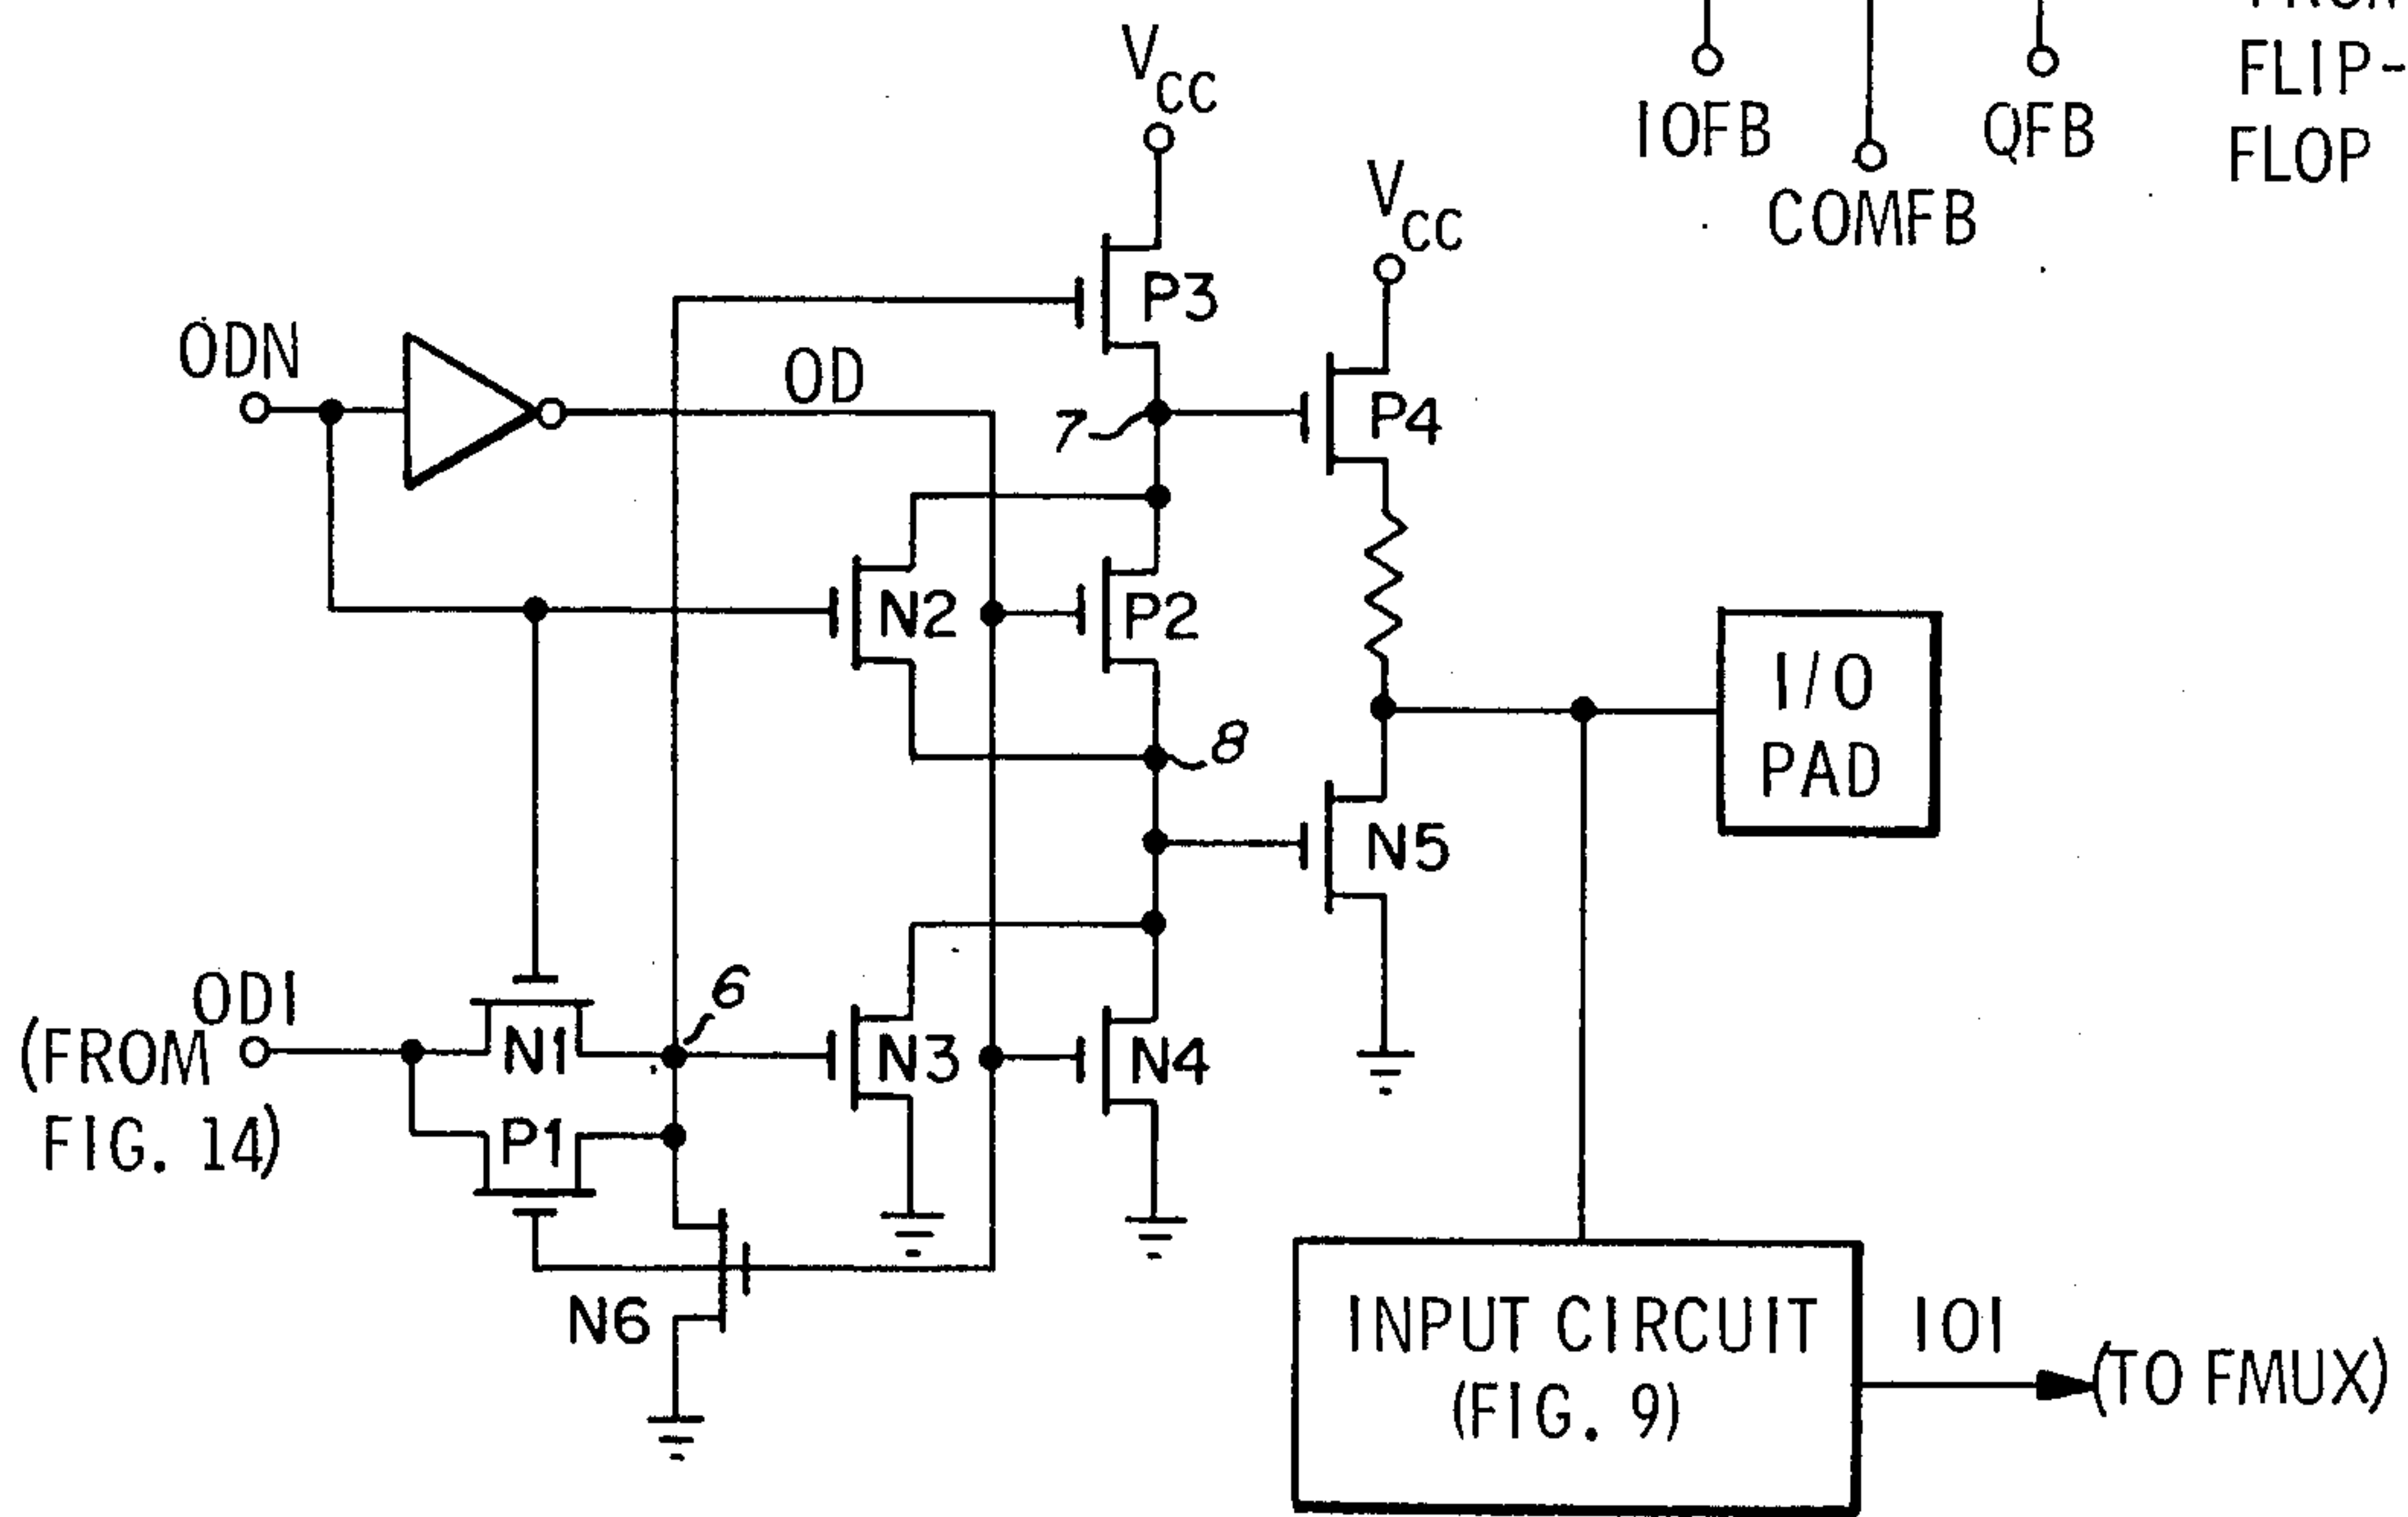 VCC
IOFB
COMFB
QFB
FLIP-
FLOP
VCC
ODN
OD
P3
P4
7
N2
P2
8
I/O
PAD
N5
ODI
(FROM
FIG. 14)
N1
6
N3
N4
P1
N6
INPUT CIRCUIT
(FIG. 9)
IOI
(TO FMUX)